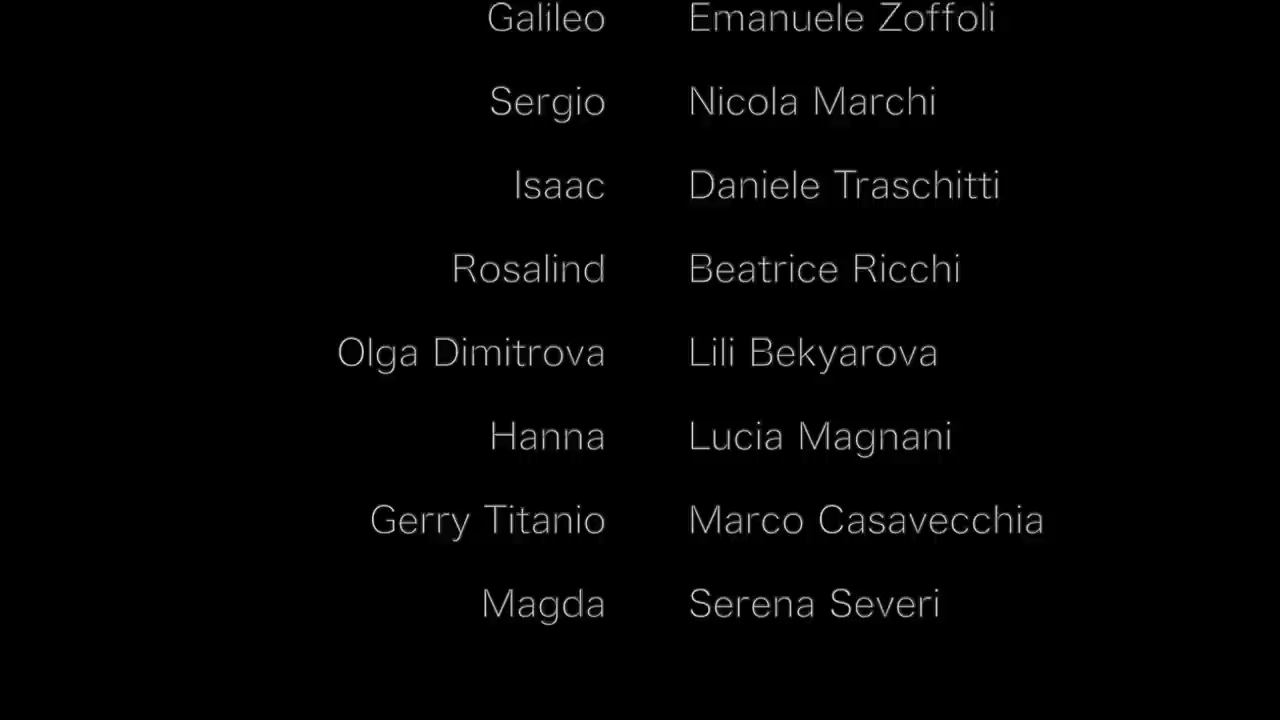 Galileo Emanuele Zoffoli
Sergio Nicola Marchi
Isaac Daniele Traschitti
Rosalind Beatrice Ricchi
Olga Dimitrova Lili Bekyarova
Hanna Lucia Magnani
Gerry Titanio Marco Casavecchia
Magda Serena Severi